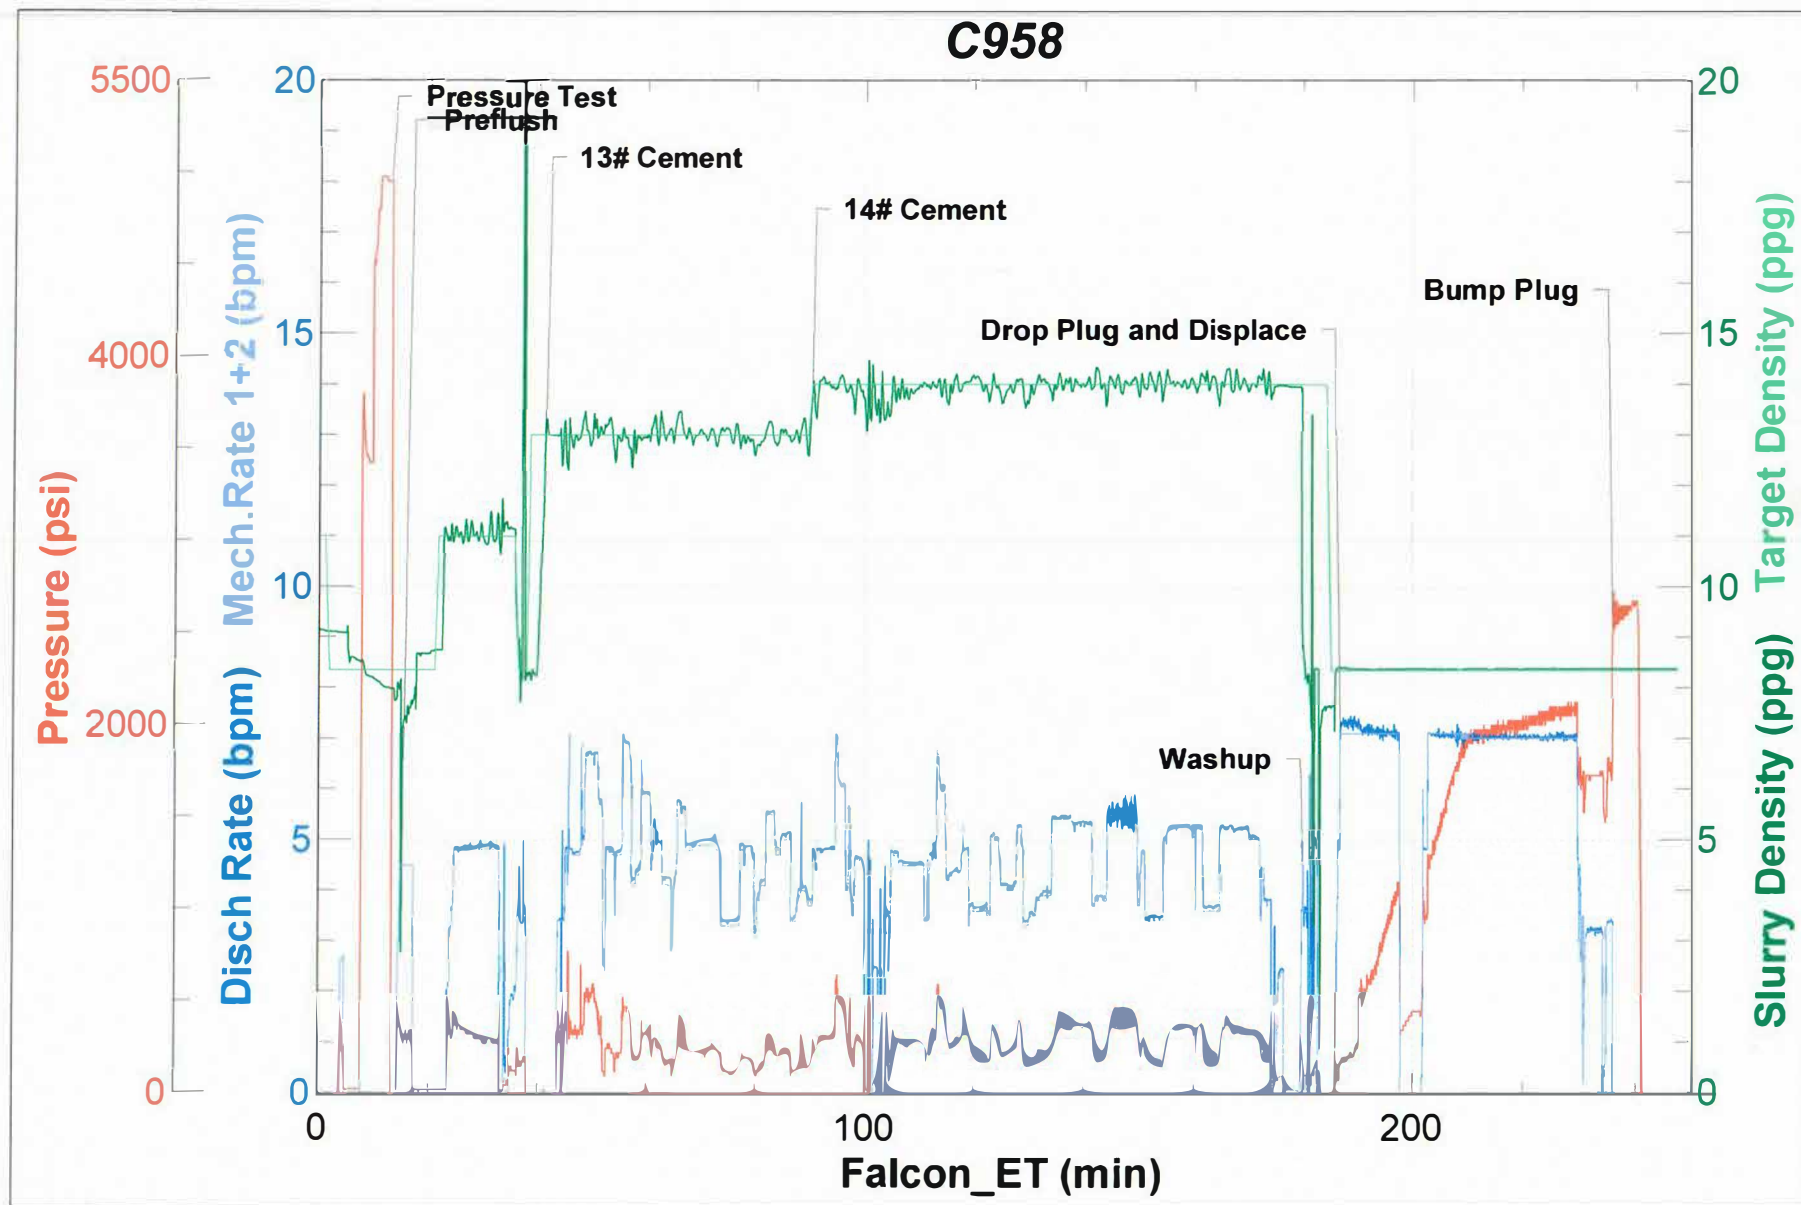 C958
5500
20
20
Pressure Test
Preflush
13# Cement
14# Cement
Bump Plug
Drop Plug and Displace
4000
15
15
10
10
2000
Washup
5
5
0
0
0
0
100
200
Falcon_ET (min)
Pressure (psi)
Disch Rate (bpm) Mech.Rate 1+2 (bpm)
Slurry Density (ppg) Target Density (ppg)